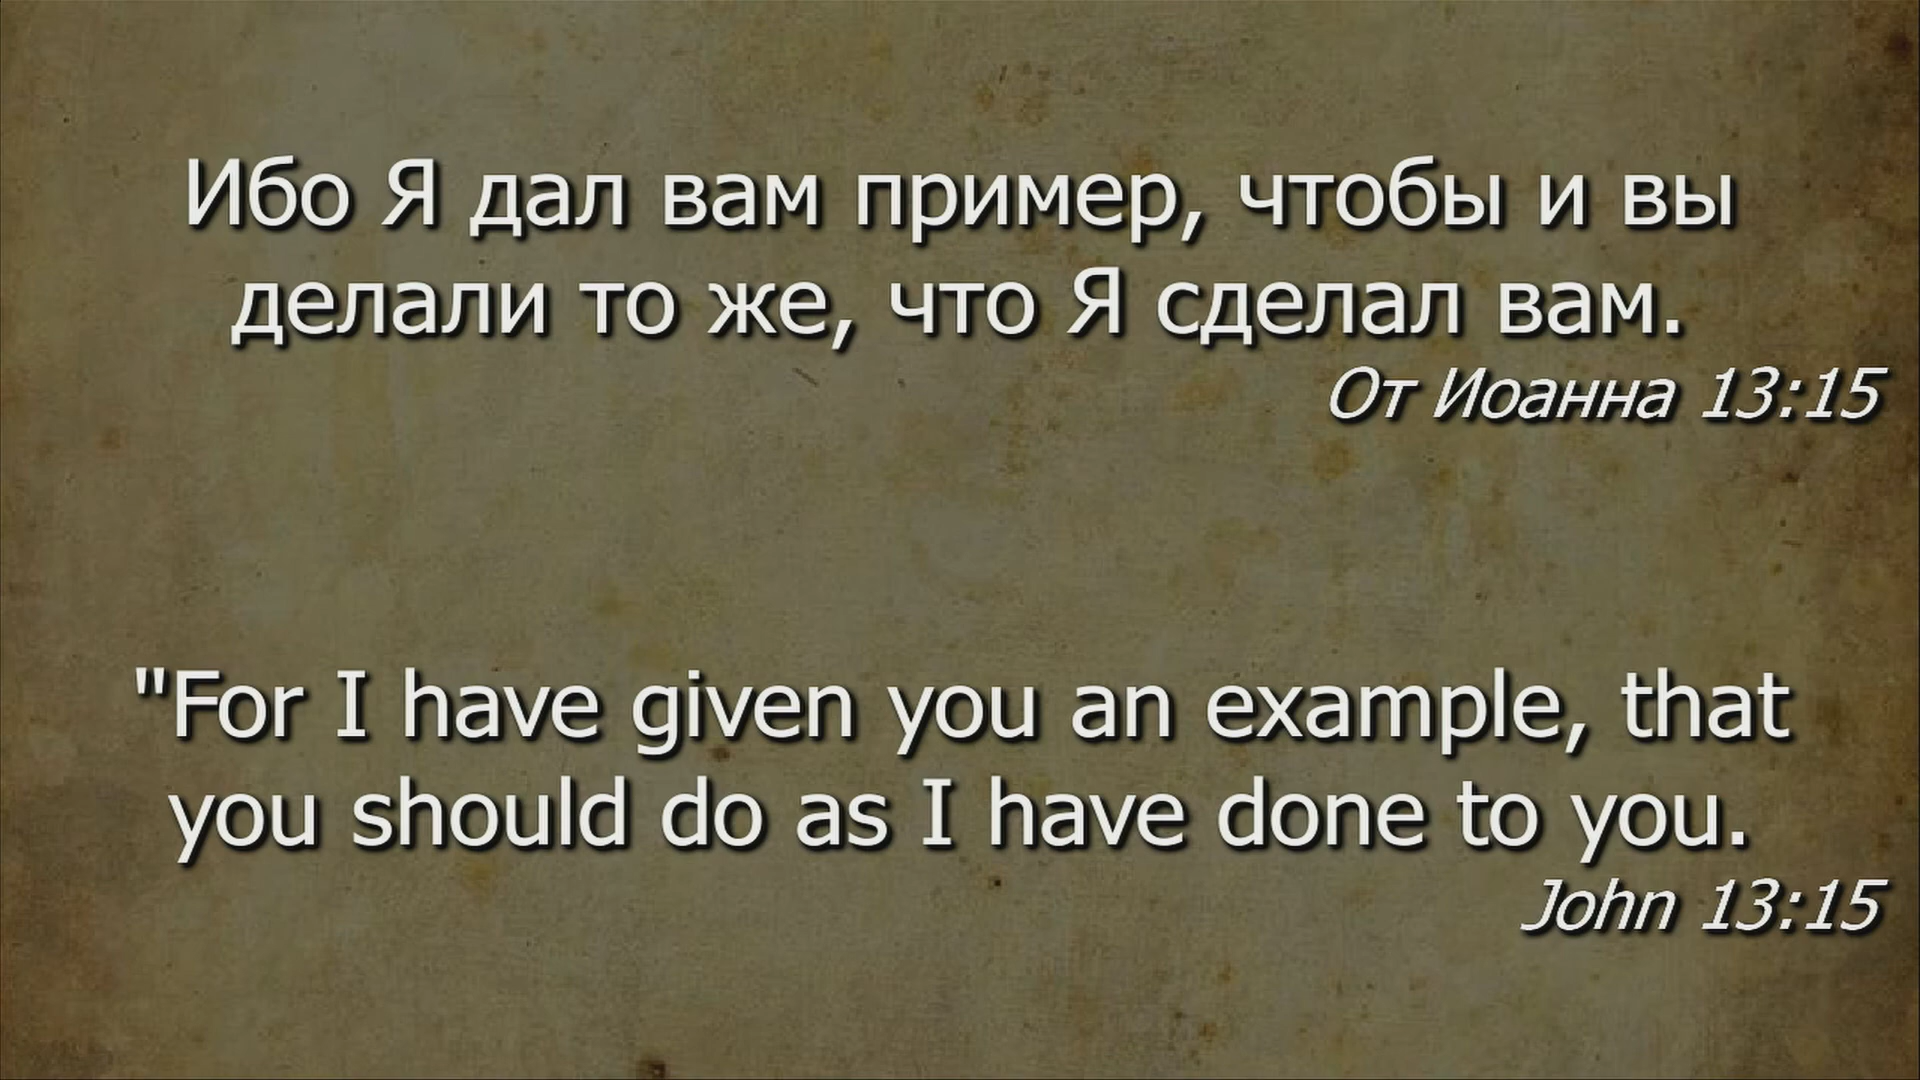 Ибо Я дал вам пример, чтобы и вы
делали то же, что Я сделал вам.
От Иоанна 13:15
"For I have given you an example, that
you should do as I have done to you.
John 13:15